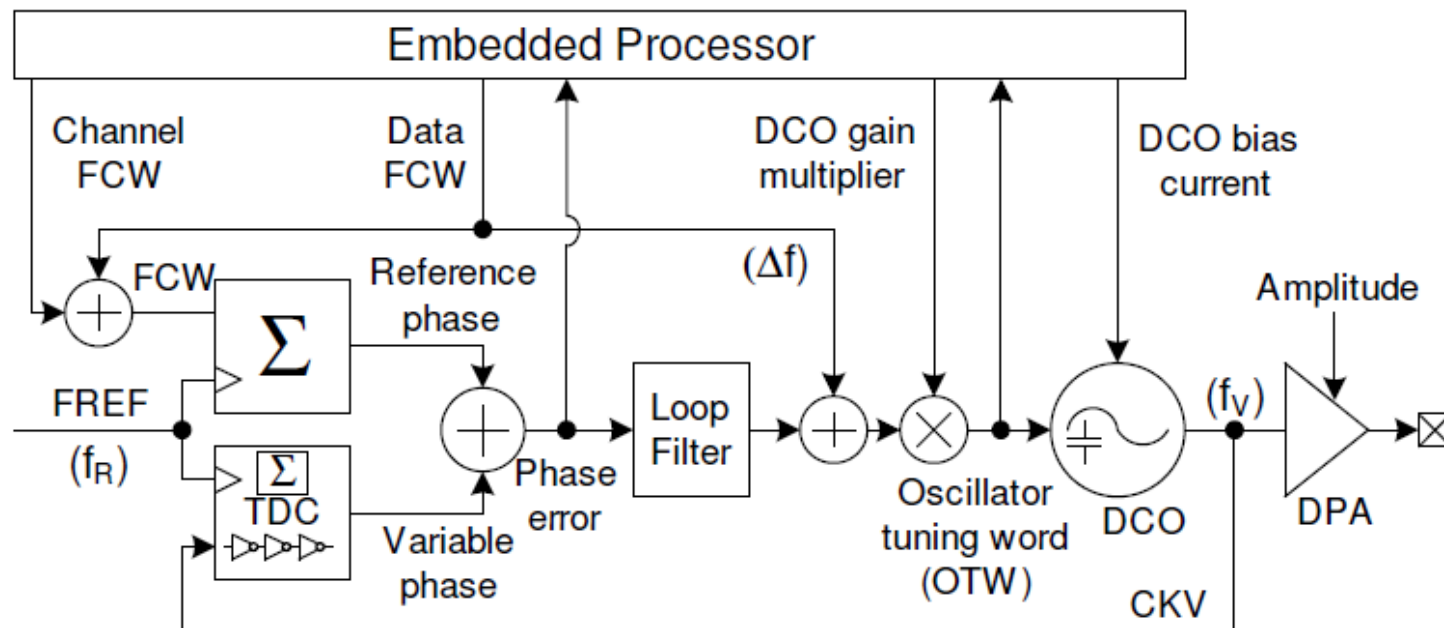 Embedded Processor
Channel
FCW
Data
FCW
DCO gain
multiplier
DCO bias
current
FCW
Reference
phase
(Δf)
Amplitude
Σ
FREF
(fR)
Σ
TDC
Variable
phase
Phase
error
Loop
Filter
Oscillator
tuning word
(OTW)
DCO
(fV)
DPA
CKV